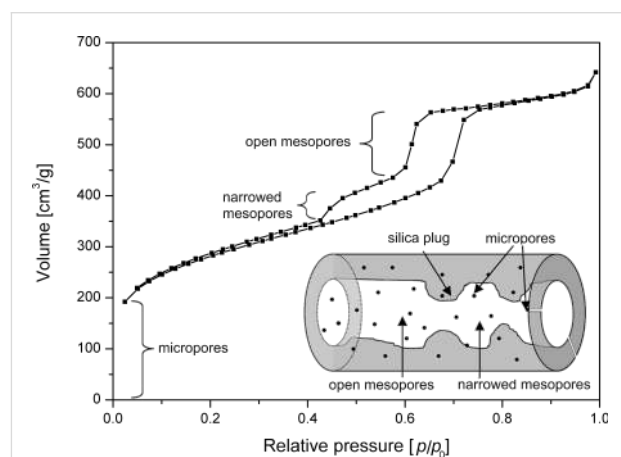 700
600
500
400
300
200
100
0
Volume [cm³/g]
open mesopores
narrowed
mesopores
micropores
silica plug
micropores
open mesopores
narrowed mesopores
0.0 0.2 0.4 0.6 0.8 1.0
Relative pressure [p/p₀]